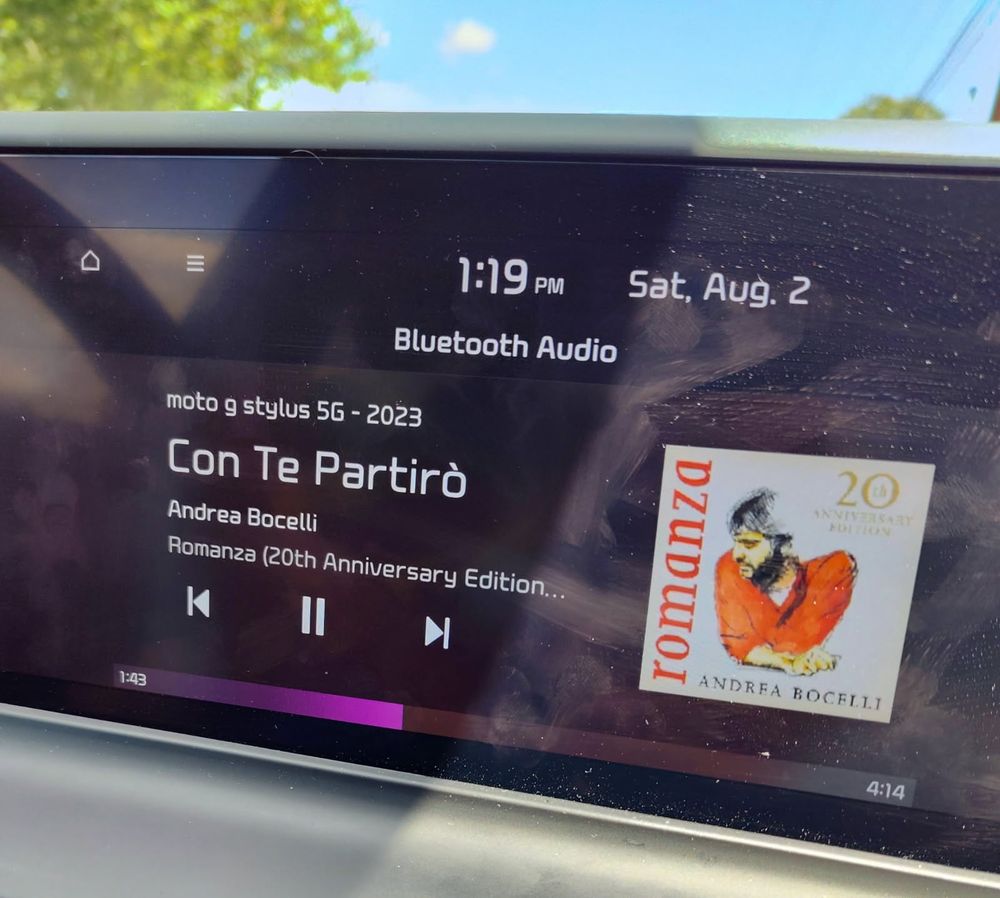 1:19 PM
Sat, Aug. 2
Bluetooth Audio
moto g stylus 5G - 2023
Con Te Partirò
Andrea Bocelli
Romanza (20th Anniversary Edition...
1:43
4:14
romanza
20th
ANNIVERSARY
EDITION
ANDREA BOCELLI